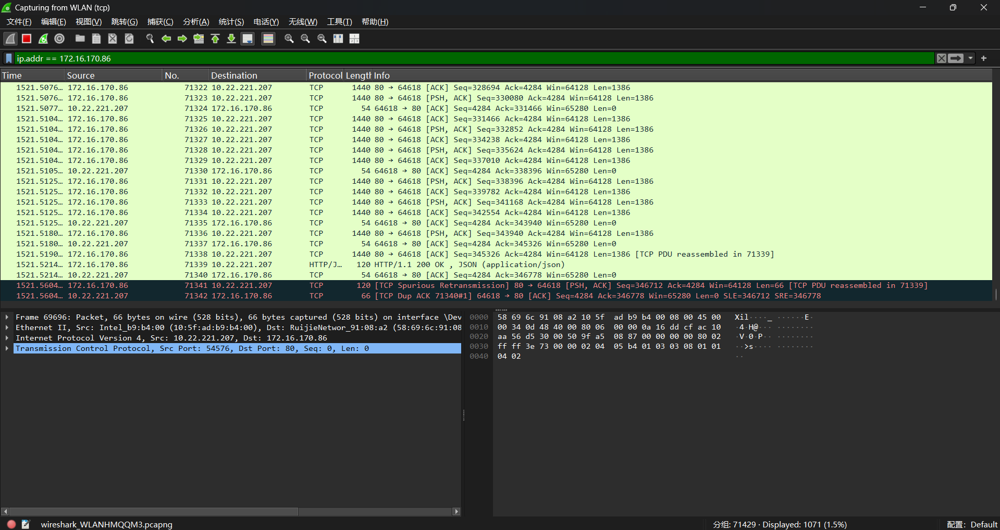 Capturing from WLAN (tcp)
文件(F) 编辑(E) 视图(V) 跳转(G) 捕获(C) 分析(A) 统计(S) 电话(Y) 无线(W) 工具(T) 帮助(H)
ip.addr == 172.16.170.86
Time Source No. Destination Protocol Length Info
1521.5076… 172.16.170.86 71322 10.22.221.207 TCP 1440 80 → 64618 [ACK] Seq=328694 Ack=4284 Win=64128 Len=1386
1521.5076… 172.16.170.86 71323 10.22.221.207 TCP 1440 80 → 64618 [PSH, ACK] Seq=330080 Ack=4284 Win=64128 Len=1386
1521.5077… 10.22.221.207 71324 172.16.170.86 TCP 54 64618 → 80 [ACK] Seq=4284 Ack=331466 Win=65280 Len=0
1521.5104… 172.16.170.86 71325 10.22.221.207 TCP 1440 80 → 64618 [ACK] Seq=331466 Ack=4284 Win=64128 Len=1386
1521.5104… 172.16.170.86 71326 10.22.221.207 TCP 1440 80 → 64618 [PSH, ACK] Seq=332852 Ack=4284 Win=64128 Len=1386
1521.5104… 172.16.170.86 71327 10.22.221.207 TCP 1440 80 → 64618 [ACK] Seq=334238 Ack=4284 Win=64128 Len=1386
1521.5104… 172.16.170.86 71328 10.22.221.207 TCP 1440 80 → 64618 [PSH, ACK] Seq=335624 Ack=4284 Win=64128 Len=1386
1521.5104… 172.16.170.86 71329 10.22.221.207 TCP 1440 80 → 64618 [ACK] Seq=337010 Ack=4284 Win=64128 Len=1386
1521.5105… 10.22.221.207 71330 172.16.170.86 TCP 54 64618 → 80 [ACK] Seq=4284 Ack=338396 Win=65280 Len=0
1521.5125… 172.16.170.86 71331 10.22.221.207 TCP 1440 80 → 64618 [PSH, ACK] Seq=338396 Ack=4284 Win=64128 Len=1386
1521.5125… 172.16.170.86 71332 10.22.221.207 TCP 1440 80 → 64618 [ACK] Seq=339782 Ack=4284 Win=64128 Len=1386
1521.5125… 172.16.170.86 71333 10.22.221.207 TCP 1440 80 → 64618 [PSH, ACK] Seq=341168 Ack=4284 Win=64128 Len=1386
1521.5125… 172.16.170.86 71334 10.22.221.207 TCP 1440 80 → 64618 [ACK] Seq=342554 Ack=4284 Win=64128 Len=1386
1521.5125… 10.22.221.207 71335 172.16.170.86 TCP 54 64618 → 80 [ACK] Seq=4284 Ack=343940 Win=65280 Len=0
1521.5180… 172.16.170.86 71336 10.22.221.207 TCP 1440 80 → 64618 [PSH, ACK] Seq=343940 Ack=4284 Win=64128 Len=1386
1521.5180… 10.22.221.207 71337 172.16.170.86 TCP 54 64618 → 80 [ACK] Seq=4284 Ack=345326 Win=65280 Len=0
1521.5190… 172.16.170.86 71338 10.22.221.207 TCP 1440 80 → 64618 [ACK] Seq=345326 Ack=4284 Win=64128 Len=1386 [TCP PDU reassembled in 71339]
1521.5214… 172.16.170.86 71339 10.22.221.207 HTTP/J… 120 HTTP/1.1 200 OK , JSON (application/json)
1521.5214… 10.22.221.207 71340 172.16.170.86 TCP 54 64618 → 80 [ACK] Seq=4284 Ack=346778 Win=65280 Len=0
1521.5604… 172.16.170.86 71341 10.22.221.207 TCP 120 [TCP Spurious Retransmission] 80 → 64618 [PSH, ACK] Seq=346712 Ack=4284 Win=64128 Len=66 [TCP PDU reassembled in 71339]
1521.5604… 10.22.221.207 71342 172.16.170.86 TCP 66 [TCP Dup ACK 71340#1] 64618 → 80 [ACK] Seq=4284 Ack=346778 Win=65280 Len=0 SLE=346712 SRE=346778
Frame 69696: Packet, 66 bytes on wire (528 bits), 66 bytes captured (528 bits) on interface \Dev
Ethernet II, Src: Intel_b9:b4:00 (10:5f:ad:b9:b4:00), Dst: RuijieNetwor_91:08:a2 (58:69:6c:91:08
Internet Protocol Version 4, Src: 10.22.221.207, Dst: 172.16.170.86
Transmission Control Protocol, Src Port: 54576, Dst Port: 80, Seq: 0, Len: 0
0000 58 69 6c 91 08 a2 10 5f ad b9 b4 00 08 00 45 00 Xil····_ ······E·
0010 00 34 0d 48 40 00 80 06 00 00 0a 16 dd cf ac 10 ·4·H@··· ········
0020 aa 56 d5 30 00 50 9f a5 08 87 00 00 00 00 80 02 ·V·0·P·· ········
0030 ff ff 3e 73 00 00 02 04 05 b4 01 03 03 08 01 01 ··>s···· ········
0040 04 02 ··
wireshark_WLANHMQQM3.pcapng 分组: 71429 · Displayed: 1071 (1.5%) 配置: Default